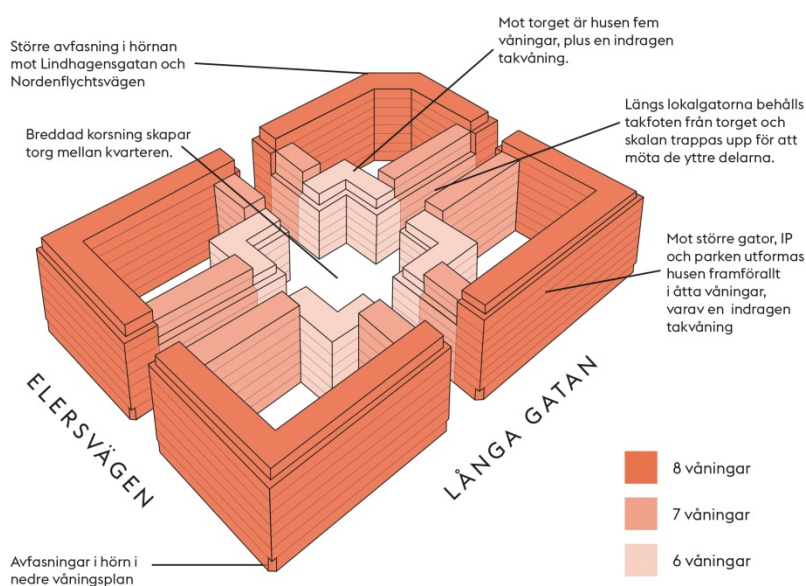 Större avfasning i hörnan
mot Lindhagensgatan och
Nordenflychtsvägen
Mot torget är husen fem
våningar, plus en indragen
takvåning.
Breddad korsning skapar
torg mellan kvarteren.
Längs lokalgatorna behålls
takfoten från torget och
skalan trappas upp för att
möta de yttre delarna.
Mot större gator, IP
och parken utformas
husen framförallt
i åtta våningar,
varav en indragen
takvåning
ELERSVÄGEN
LÅNGA GATAN
8 våningar
7 våningar
6 våningar
Avfasningar i hörn i
nedre våningsplan